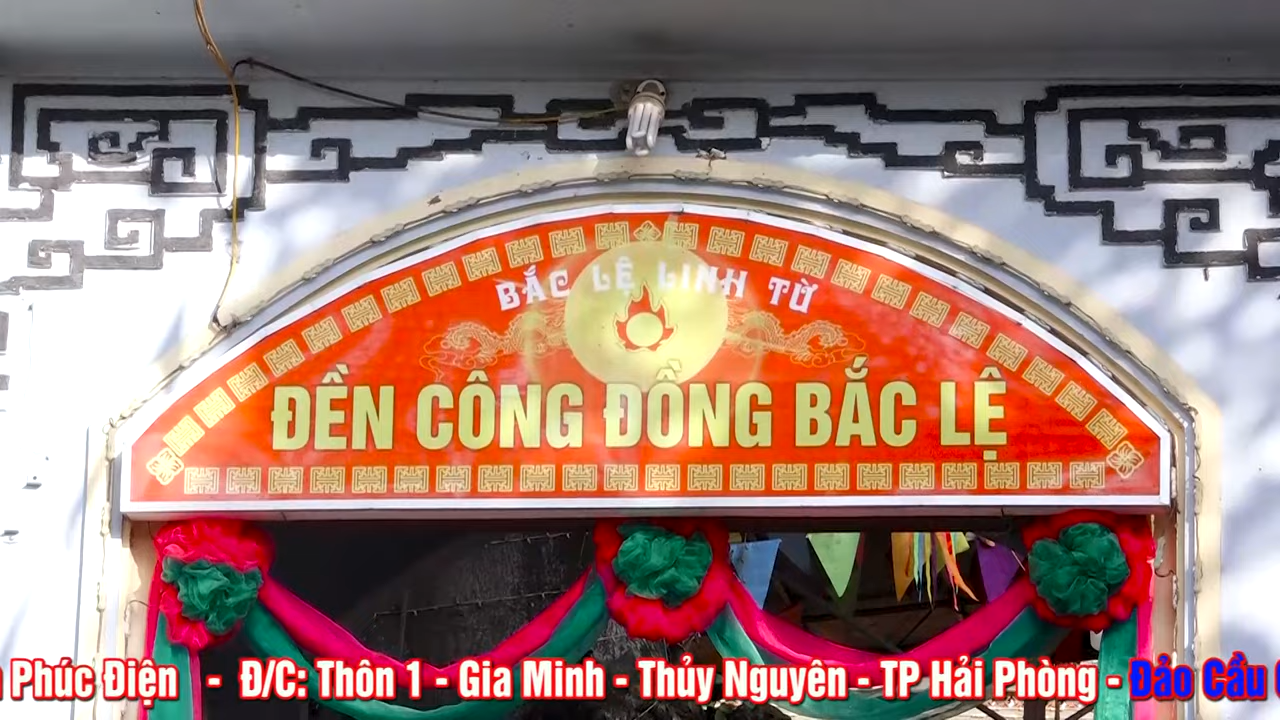 BẮC LỆ LINH TỪ
ĐỀN CÔNG ĐỒNG BẮC LỆ
Phúc Điện - Đ/C: Thôn 1 - Gia Minh - Thủy Nguyên - TP Hải Phòng - Đảo Cầu